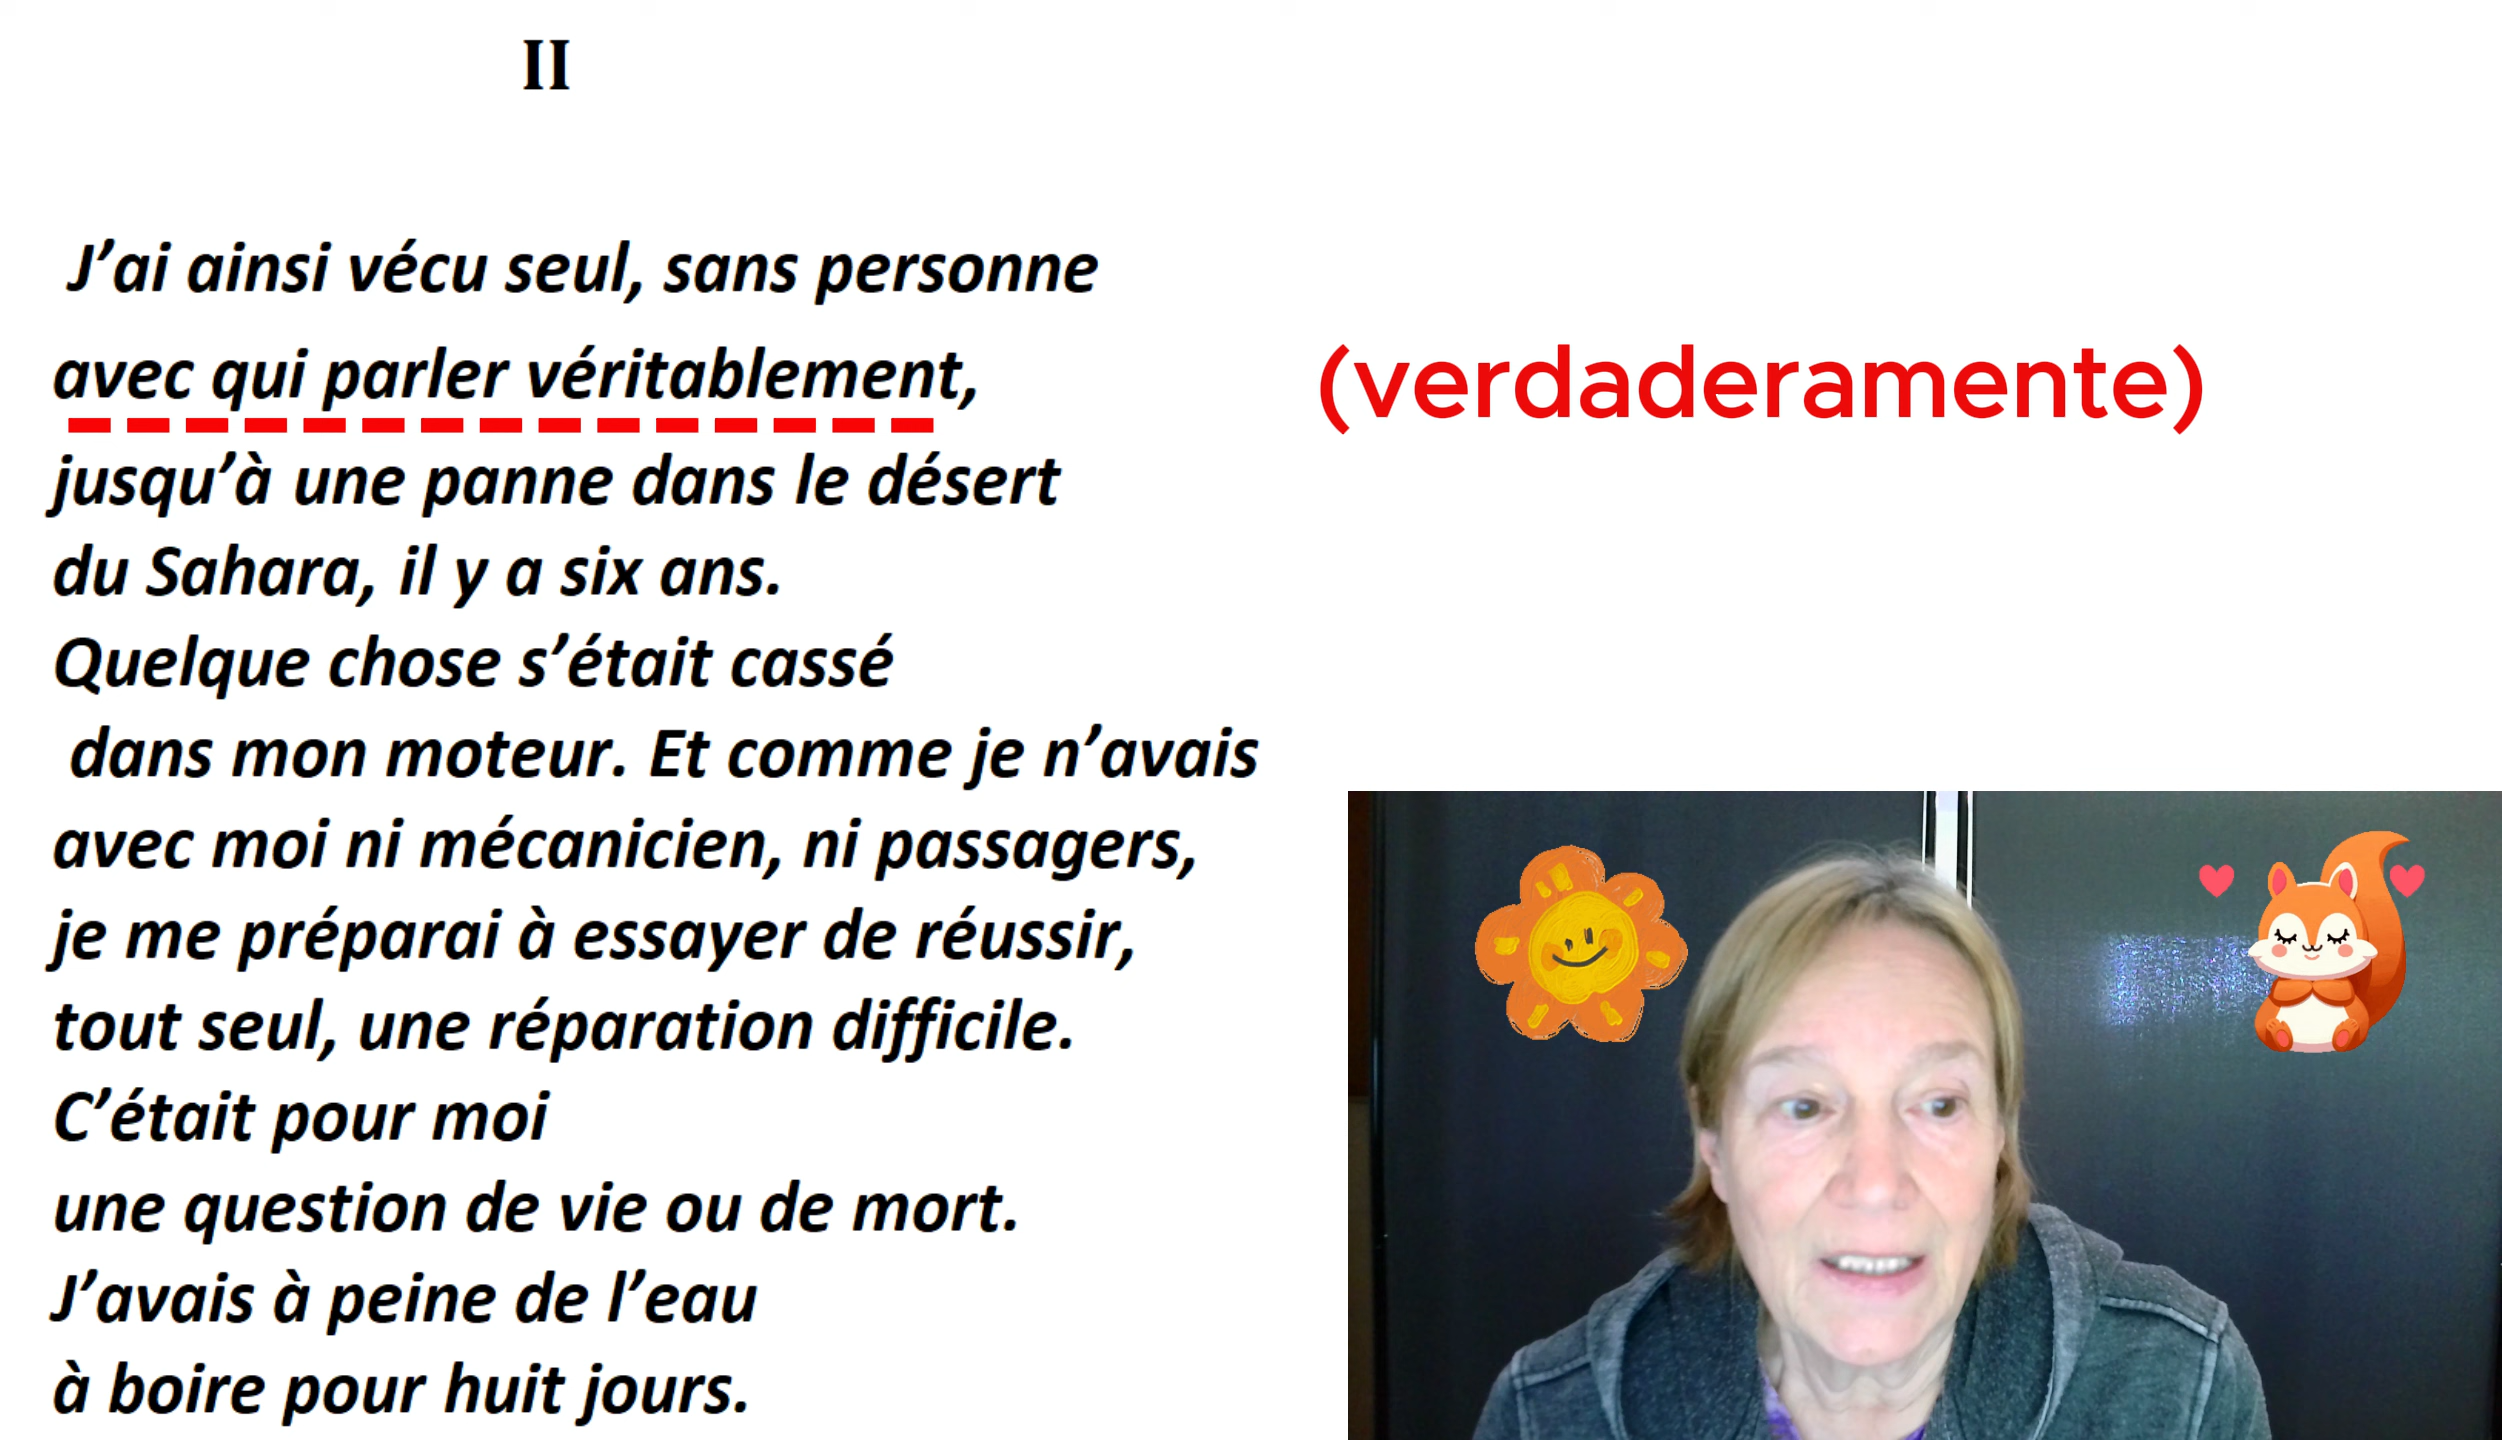 II
J’ai ainsi vécu seul, sans personne
avec qui parler véritablement,
(verdaderamente)
jusqu’à une panne dans le désert
du Sahara, il y a six ans.
Quelque chose s’était cassé
dans mon moteur. Et comme je n’avais
avec moi ni mécanicien, ni passagers,
je me préparai à essayer de réussir,
tout seul, une réparation difficile.
C’était pour moi
une question de vie ou de mort.
J’avais à peine de l’eau
à boire pour huit jours.